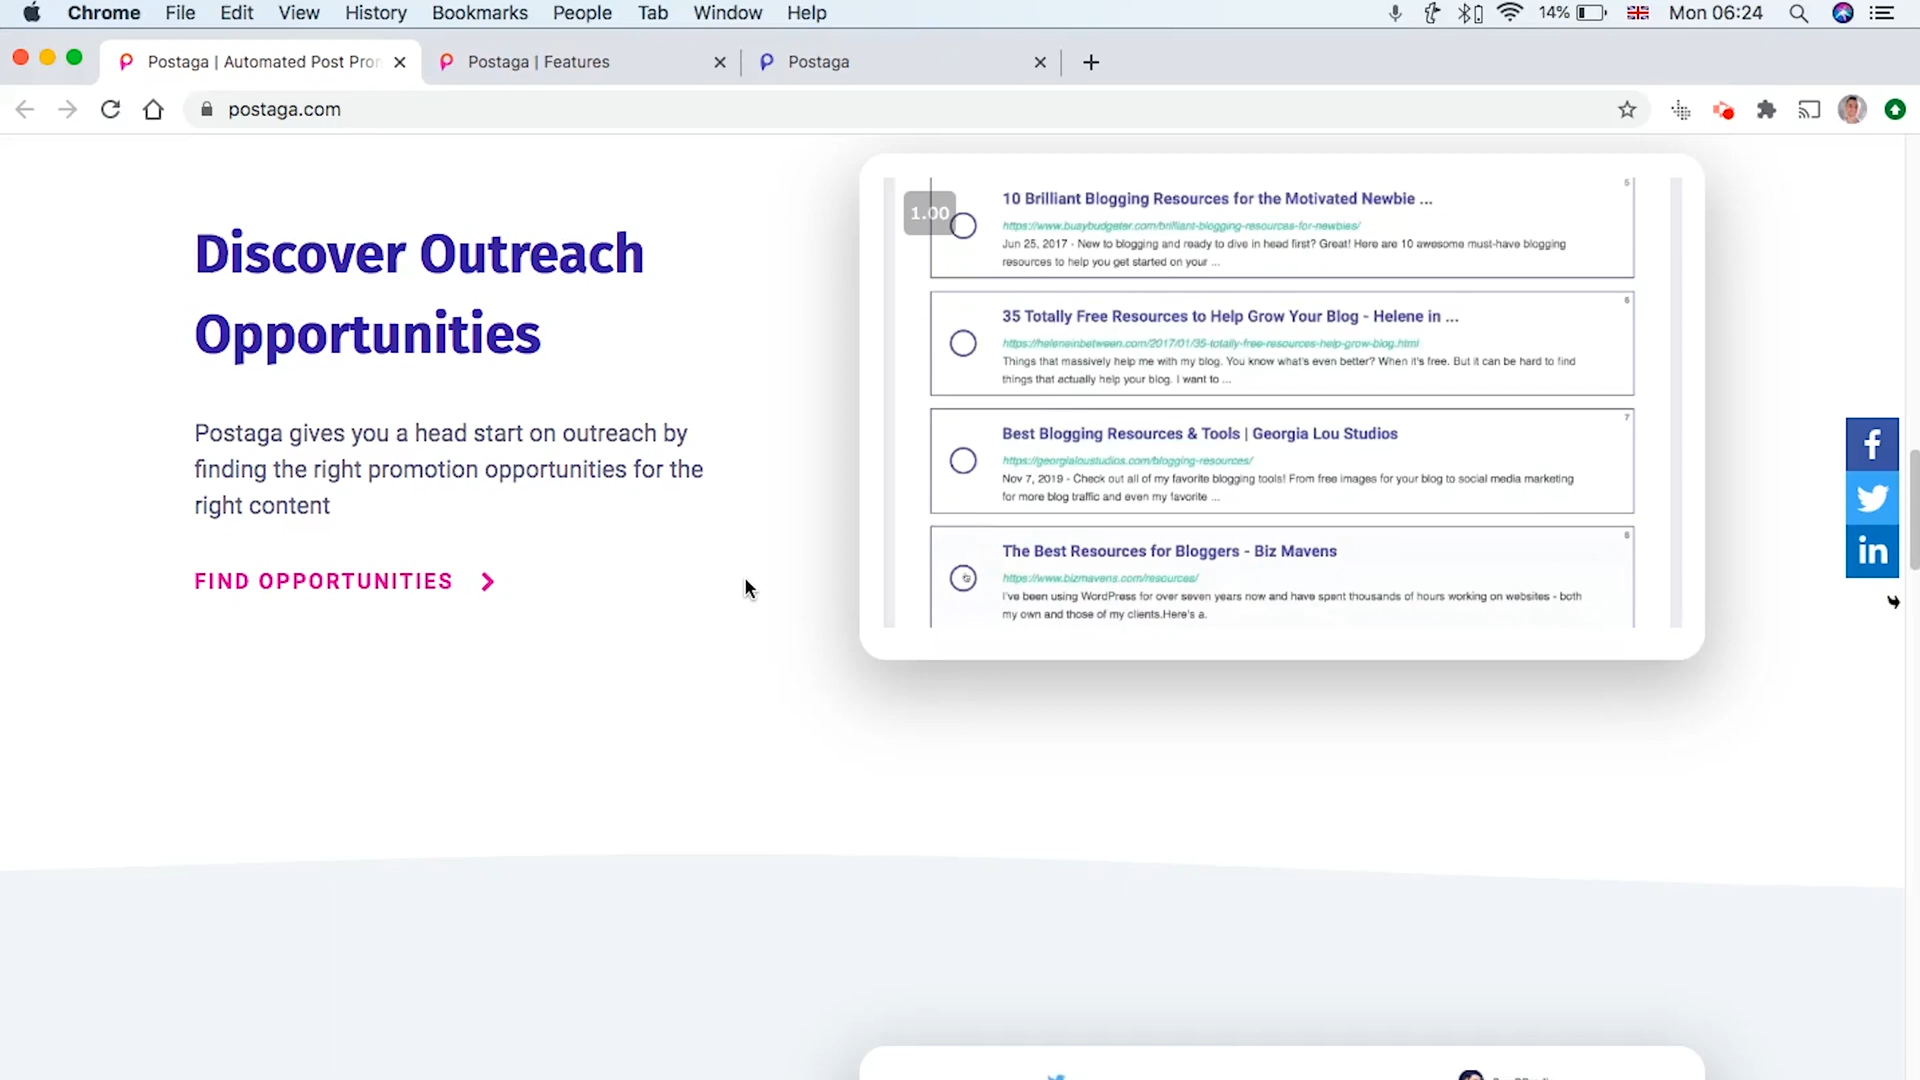 Chrome File Edit View History Bookmarks People Tab Window Help 14% Mon 06:24
Postaga | Automated Post Pro
Postaga | Features
Postaga
postaga.com
Discover Outreach
Opportunities
Postaga gives you a head start on outreach by
finding the right promotion opportunities for the
right content
FIND OPPORTUNITIES
1.00
5
10 Brilliant Blogging Resources for the Motivated Newbie ...
https://www.busybudgeter.com/brilliant-blogging-resources-for-newbies/
Jun 25, 2017 - New to blogging and ready to dive in head first? Great! Here are 10 awesome must-have blogging
resources to help you get started on your ...
6
35 Totally Free Resources to Help Grow Your Blog - Helene in ...
https://heleneinbetween.com/2017/01/35-totally-free-resources-help-grow-blog.html
Things that massively help me with my blog. You know what's even better? When it's free. But it can be hard to find
things that actually help your blog. I want to ...
7
Best Blogging Resources & Tools | Georgia Lou Studios
https://georgialoustudios.com/blogging-resources/
Nov 7, 2019 - Check out all of my favorite blogging tools! From free images for your blog to social media marketing
for more blog traffic and even my favorite ...
8
The Best Resources for Bloggers - Biz Mavens
https://www.bizmavens.com/resources/
I've been using WordPress for over seven years now and have spent thousands of hours working on websites - both
my own and those of my clients.Here's a.